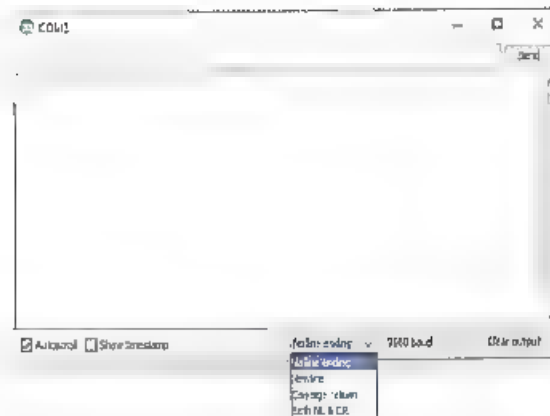 Send
Autoscroll Show timestamp
No line ending 9600 baud Clear output
No line ending
Newline
Carriage return
Both NL & CR